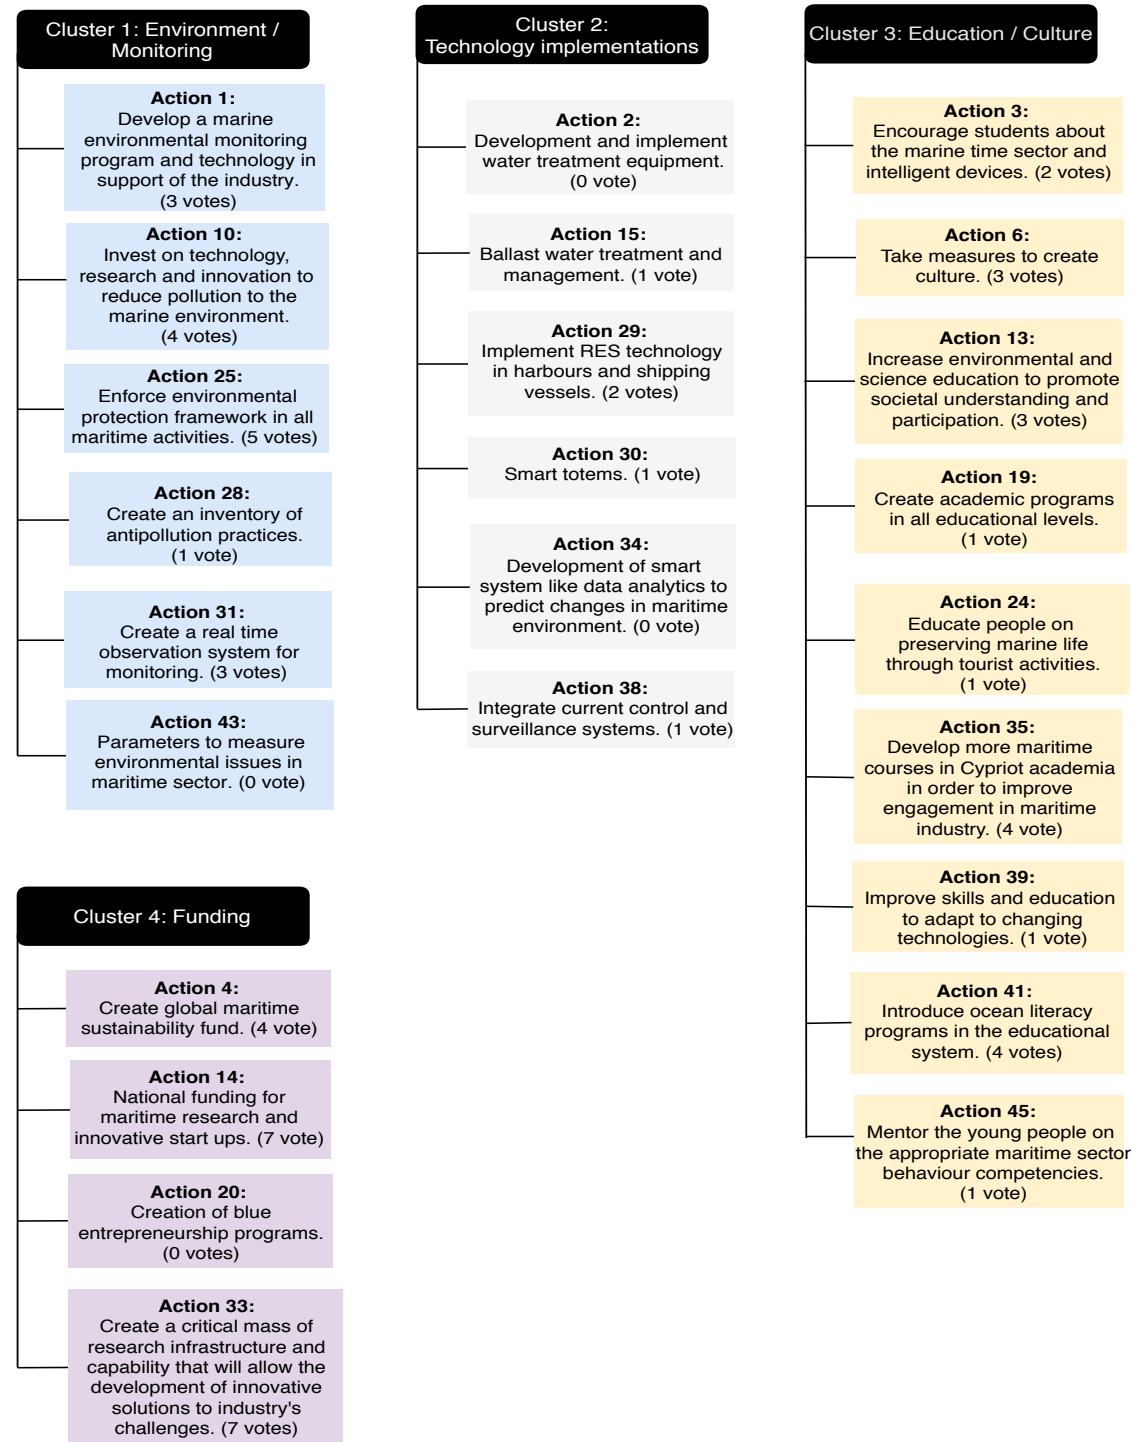 Cluster 1: Environment /
Monitoring
Action 1:
Develop a marine
environmental monitoring
program and technology in
support of the industry.
(3 votes)
Action 10:
Invest on technology,
research and innovation to
reduce pollution to the
marine environment.
(4 votes)
Action 25:
Enforce environmental
protection framework in all
maritime activities. (5 votes)
Action 28:
Create an inventory of
antipollution practices.
(1 vote)
Action 31:
Create a real time
observation system for
monitoring. (3 votes)
Action 43:
Parameters to measure
environmental issues in
maritime sector. (0 vote)
Cluster 2:
Technology implementations
Action 2:
Development and implement
water treatment equipment.
(0 vote)
Action 15:
Ballast water treatment and
management. (1 vote)
Action 29:
Implement RES technology
in harbours and shipping
vessels. (2 votes)
Action 30:
Smart totems. (1 vote)
Action 34:
Development of smart
system like data analytics to
predict changes in maritime
environment. (0 vote)
Action 38:
Integrate current control and
surveillance systems. (1 vote)
Cluster 3: Education / Culture
Action 3:
Encourage students about
the marine time sector and
intelligent devices. (2 votes)
Action 6:
Take measures to create
culture. (3 votes)
Action 13:
Increase environmental and
science education to promote
societal understanding and
participation. (3 votes)
Action 19:
Create academic programs
in all educational levels.
(1 vote)
Action 24:
Educate people on
preserving marine life
through tourist activities.
(1 vote)
Action 35:
Develop more maritime
courses in Cypriot academia
in order to improve
engagement in maritime
industry. (4 vote)
Action 39:
Improve skills and education
to adapt to changing
technologies. (1 vote)
Action 41:
Introduce ocean literacy
programs in the educational
system. (4 votes)
Action 45:
Mentor the young people on
the appropriate maritime sector
behaviour competencies.
(1 vote)
Cluster 4: Funding
Action 4:
Create global maritime
sustainability fund. (4 vote)
Action 14:
National funding for
maritime research and
innovative start ups. (7 vote)
Action 20:
Creation of blue
entrepreneurship programs.
(0 votes)
Action 33:
Create a critical mass of
research infrastructure and
capability that will allow the
development of innovative
solutions to industry's
challenges. (7 votes)